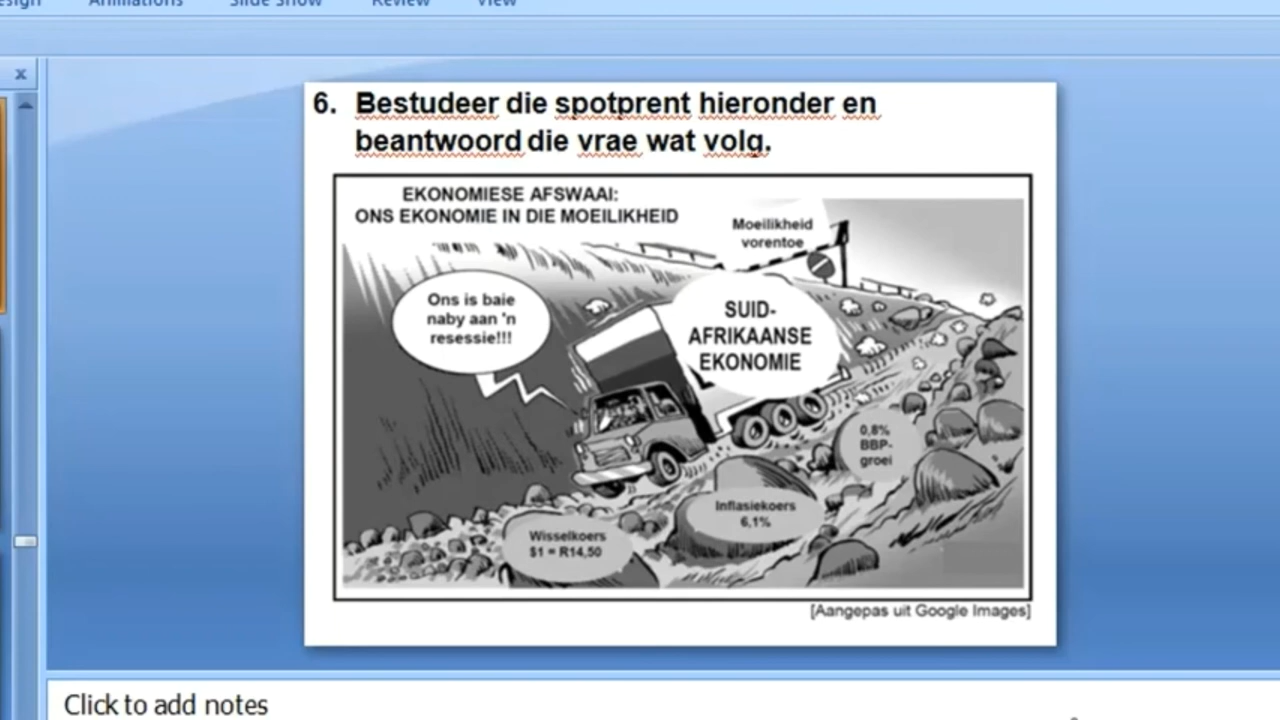 Animations
Slide Show
Review
View
x
6. Bestudeer die spotprent hieronder en
beantwoord die vrae wat volg.
EKONOMIESE AFSWAAI:
ONS EKONOMIE IN DIE MOEILIKHEID
Moeilikheid
vorentoe
Ons is baie
naby aan 'n
resessie!!!
SUID-
AFRIKAANSE
EKONOMIE
0,8%
BBP-
groei
Inflasiekoers
6,1%
Wisselkoers
$1 = R14,50
[Aangepas uit Google Images]
Click to add notes